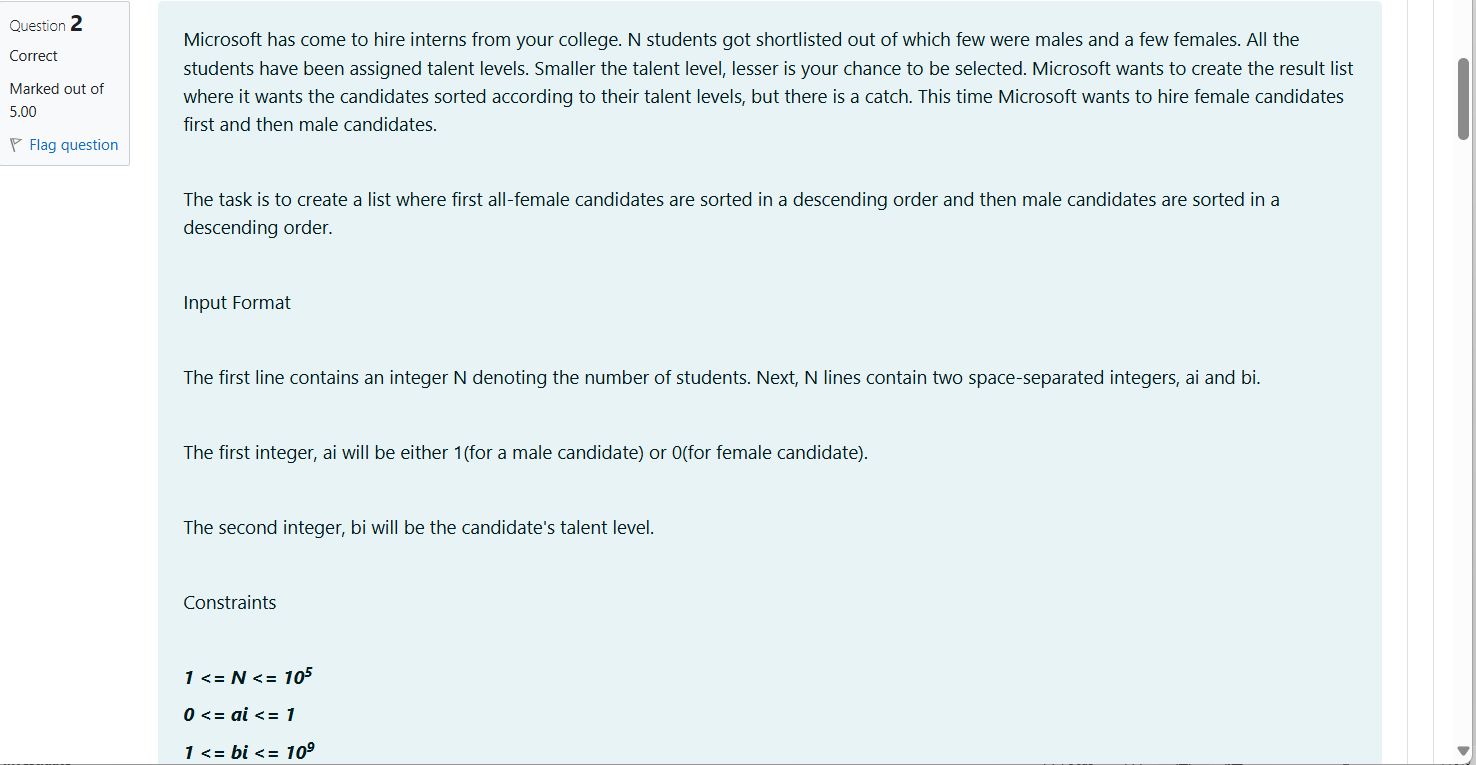 Question 2
Correct
Marked out of
5.00
Flag question
Microsoft has come to hire interns from your college. N students got shortlisted out of which few were males and a few females. All the
students have been assigned talent levels. Smaller the talent level, lesser is your chance to be selected. Microsoft wants to create the result list
where it wants the candidates sorted according to their talent levels, but there is a catch. This time Microsoft wants to hire female candidates
first and then male candidates.
The task is to create a list where first all-female candidates are sorted in a descending order and then male candidates are sorted in a
descending order.
Input Format
The first line contains an integer N denoting the number of students. Next, N lines contain two space-separated integers, ai and bi.
The first integer, ai will be either 1(for a male candidate) or 0(for female candidate).
The second integer, bi will be the candidate's talent level.
Constraints
1 <= N <= 10⁵
0 <= ai <= 1
1 <= bi <= 10⁹